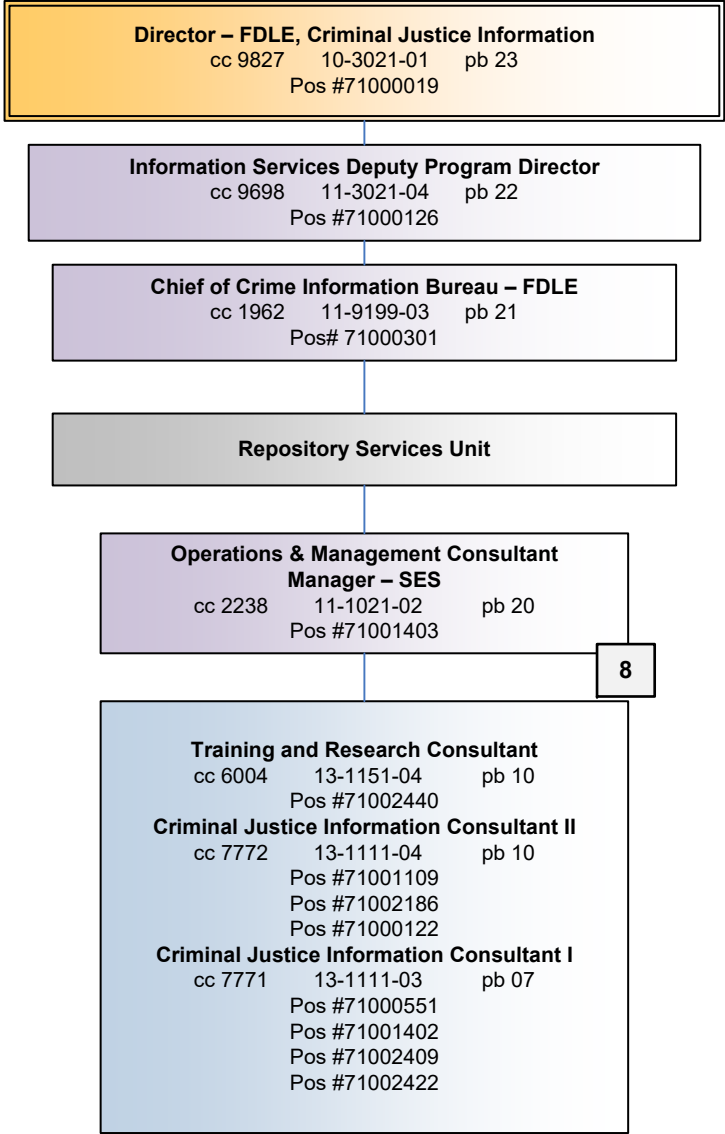 Director – FDLE, Criminal Justice Information
cc 9827 10-3021-01 pb 23
Pos #71000019
Information Services Deputy Program Director
cc 9698 11-3021-04 pb 22
Pos #71000126
Chief of Crime Information Bureau – FDLE
cc 1962 11-9199-03 pb 21
Pos# 71000301
Repository Services Unit
Operations & Management Consultant
Manager – SES
cc 2238 11-1021-02 pb 20
Pos #71001403
8
Training and Research Consultant
cc 6004 13-1151-04 pb 10
Pos #71002440
Criminal Justice Information Consultant II
cc 7772 13-1111-04 pb 10
Pos #71001109
Pos #71002186
Pos #71000122
Criminal Justice Information Consultant I
cc 7771 13-1111-03 pb 07
Pos #71000551
Pos #71001402
Pos #71002409
Pos #71002422